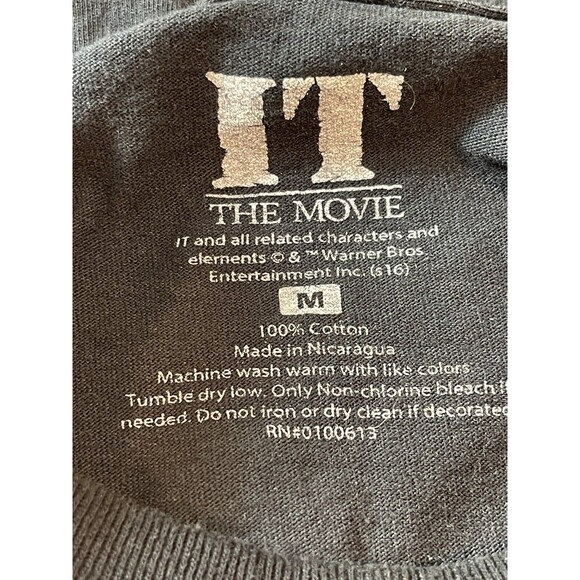 IT
THE MOVIE
IT and all related characters and
elements © & ™ Warner Bros.
Entertainment Inc. (s16)
M
100% Cotton
Made in Nicaragua
Machine wash warm with like colors
Tumble dry low. Only Non-chlorine bleach if
needed. Do not iron or dry clean if decorated
RN#0100613